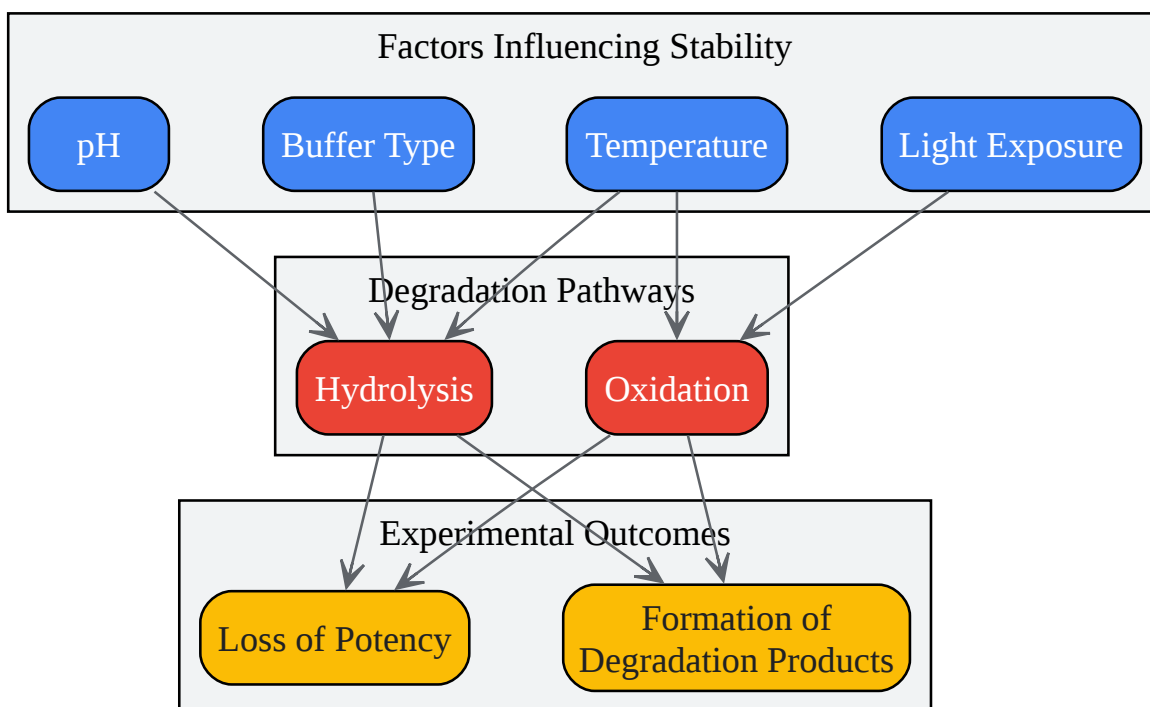 Factors Influencing Stability
pH
Buffer Type
Temperature
Light Exposure
Degradation Pathways
Hydrolysis
Oxidation
Experimental Outcomes
Loss of Potency
Formation of
Degradation Products